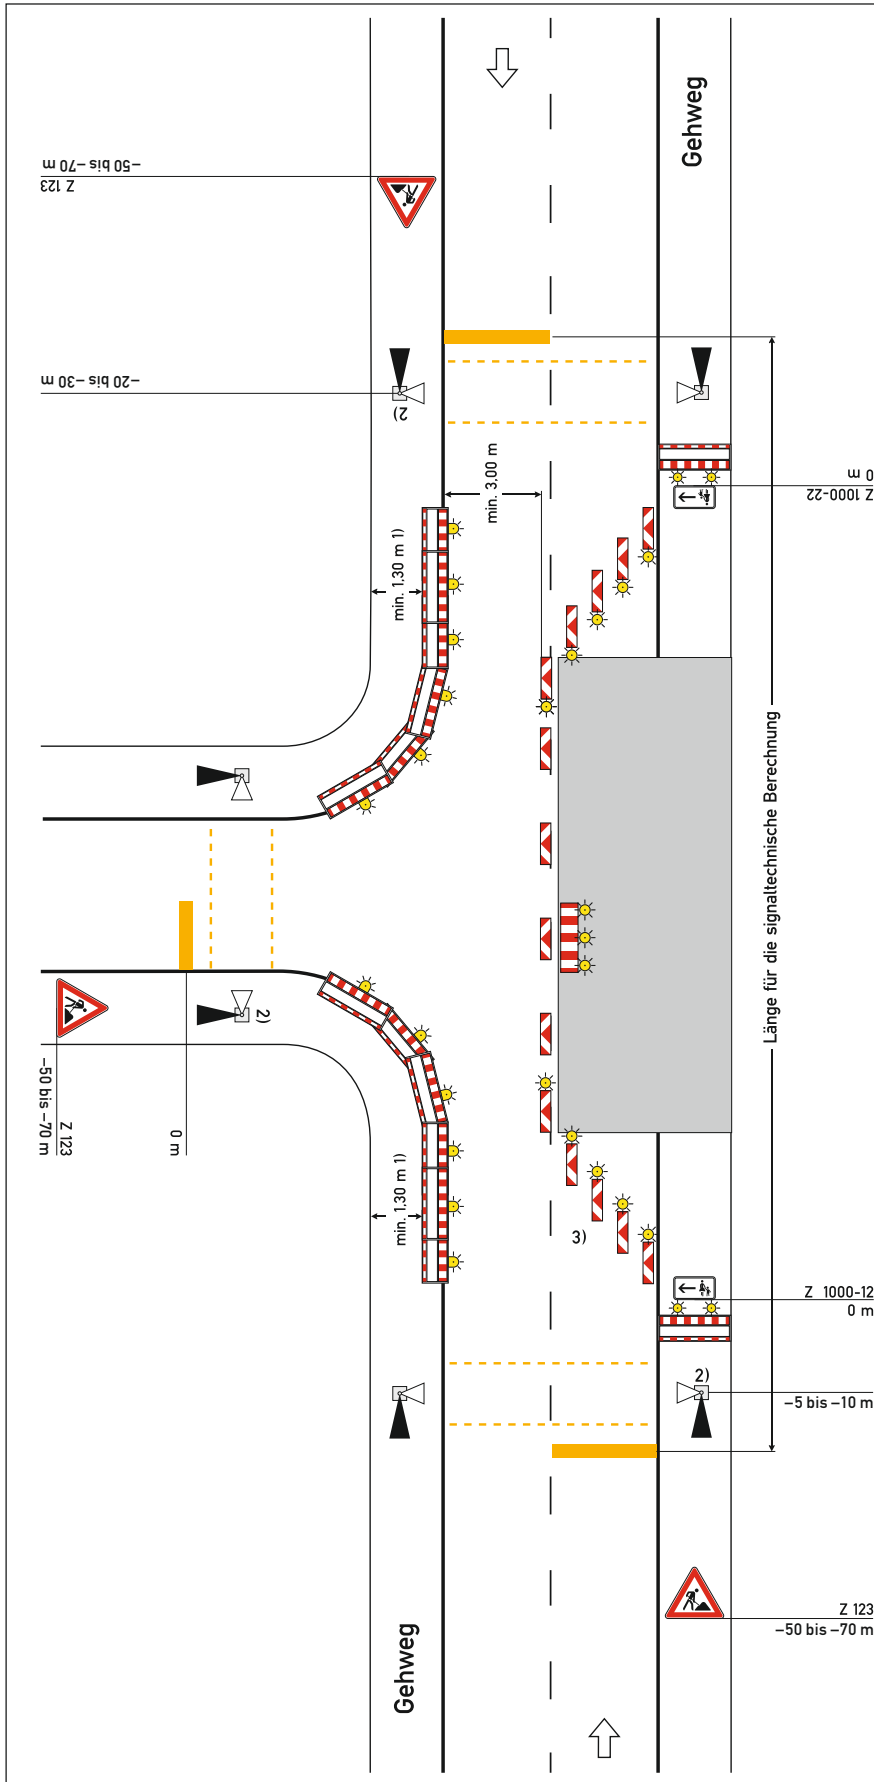 Gehweg
–50 bis –70 m
Z 123
–20 bis –30 m
2)
min. 3.00 m
0 m
Z 1000-22
min. 1.30 m 1)
Länge für die signaltechnische Berechnung
2)
–50 bis –70 m
Z 123
0 m
min. 1.30 m 1)
3)
Z 1000-12
0 m
2)
–5 bis –10 m
Z 123
–50 bis –70 m
Gehweg